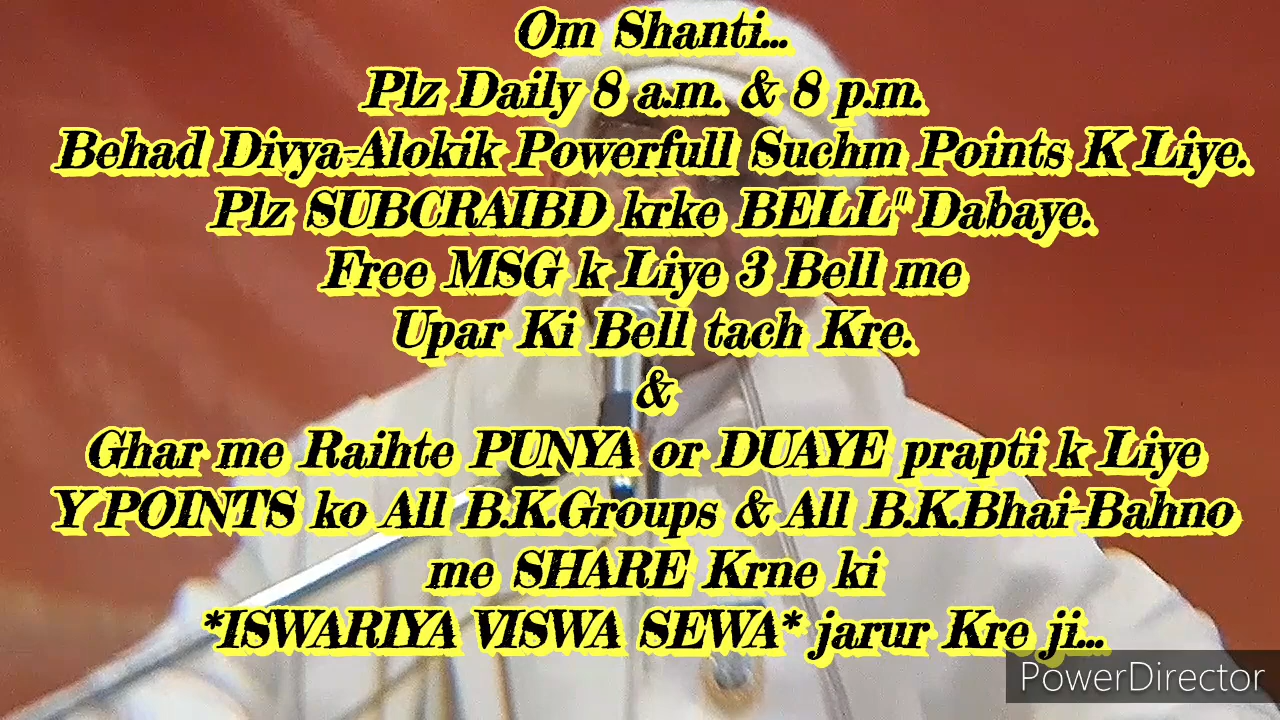 Om Shanti...
Plz Daily 8 a.m. & 8 p.m.
Behad Divya-Alokik Powerfull Suchm Points K Liye.
Plz SUBCRAIBD krke BELL" Dabaye.
Free MSG k Liye 3 Bell me
Upar Ki Bell tach Kre.
&
Ghar me Raihte PUNYA or DUAYE prapti k Liye
Y POINTS ko All B.K.Groups & All B.K.Bhai-Bahno
me SHARE Krne ki
*ISWARIYA VISWA SEWA* jarur Kre ji...
PowerDirector